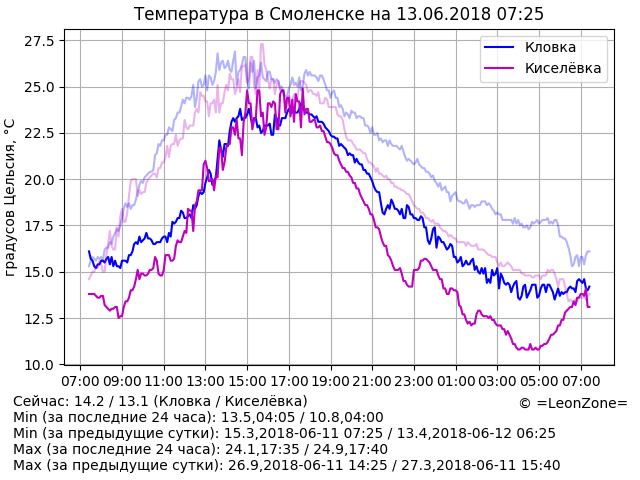 Температура в Смоленске на 13.06.2018 07:25
градусов Цельсия, °C
27.5
25.0
22.5
20.0
17.5
15.0
12.5
10.0
Кловка
Киселёвка
07:00 09:00 11:00 13:00 15:00 17:00 19:00 21:00 23:00 01:00 03:00 05:00 07:00
Сейчас: 14.2 / 13.1 (Кловка / Киселёвка)
© =LeonZone=
Min (за последние 24 часа): 13.5,04:05 / 10.8,04:00
Min (за предыдущие сутки): 15.3,2018-06-11 07:25 / 13.4,2018-06-12 06:25
Max (за последние 24 часа): 24.1,17:35 / 24.9,17:40
Max (за предыдущие сутки): 26.9,2018-06-11 14:25 / 27.3,2018-06-11 15:40